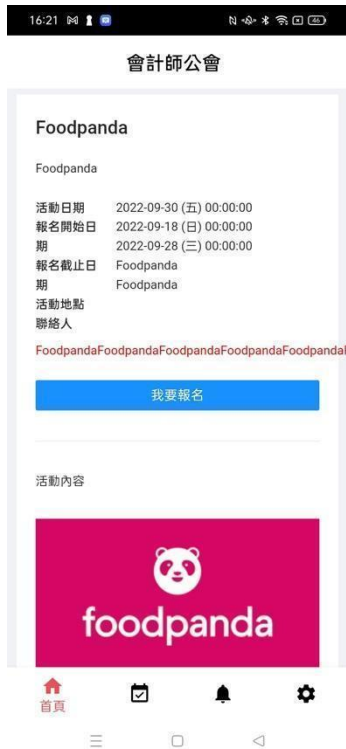 16:21
46
會計師公會
Foodpanda
Foodpanda
活動日期 2022-09-30 (五) 00:00:00
報名開始日 2022-09-18 (日) 00:00:00
期 2022-09-28 (三) 00:00:00
報名截止日 Foodpanda
期 Foodpanda
活動地點
聯絡人
FoodpandaFoodpandaFoodpandaFoodpandaFoodpanda
我要報名
活動內容
foodpanda
首頁